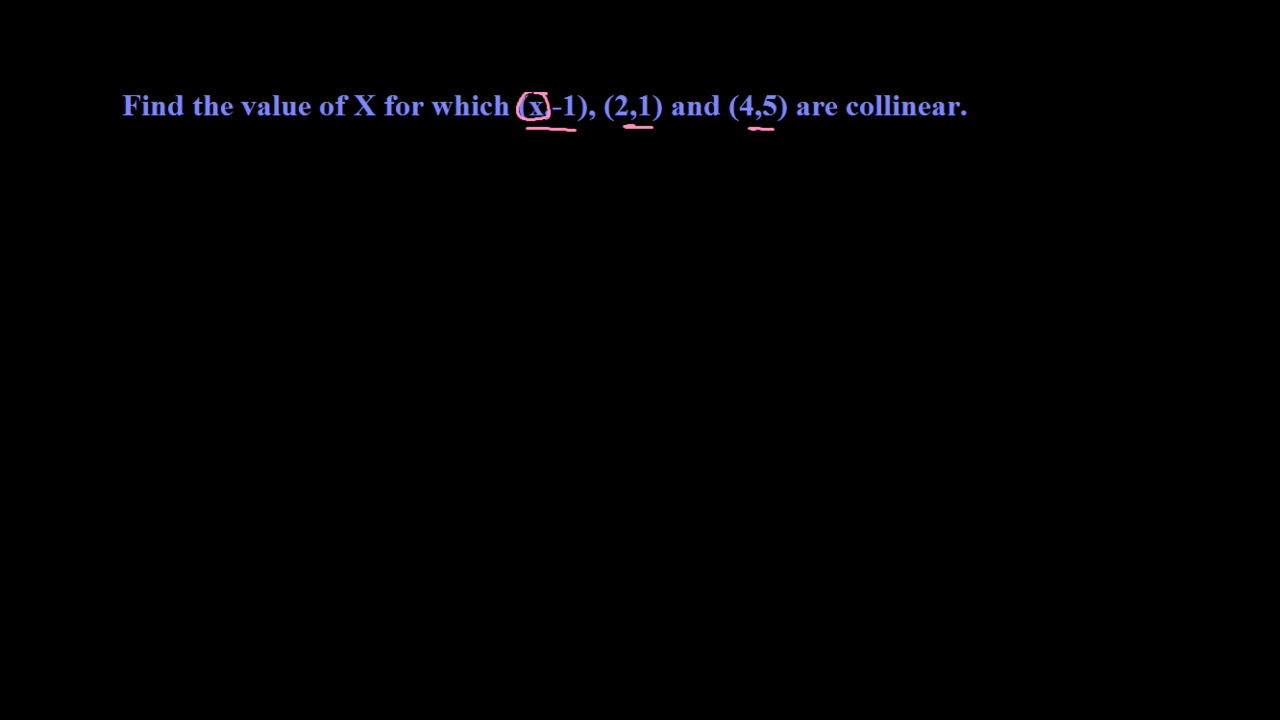 Find the value of X for which (x,-1), (2,1) and (4,5) are collinear.